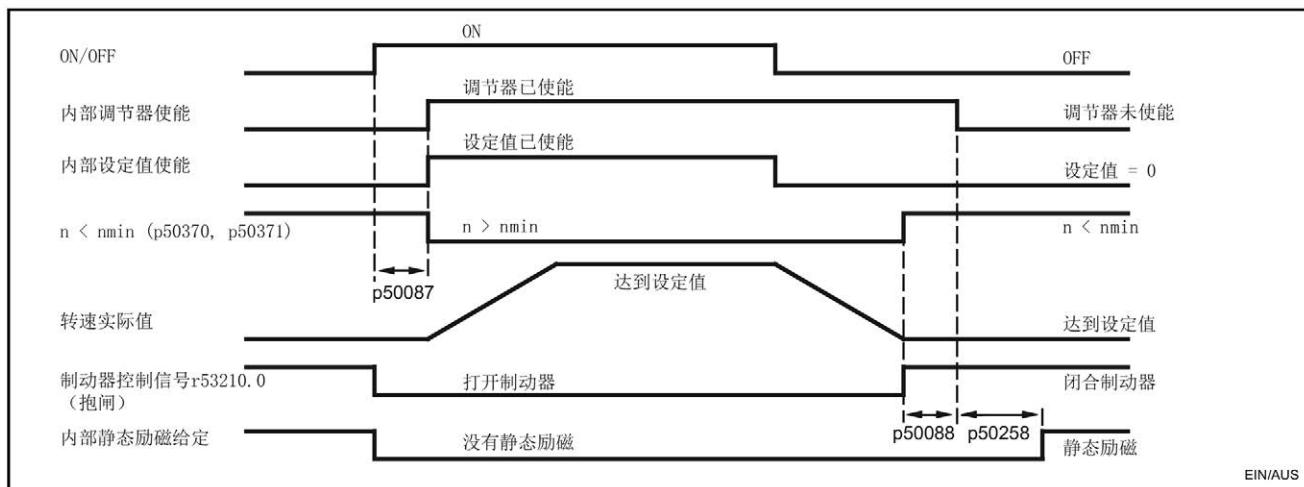 ON/OFF
ON
OFF
内部调节器使能
调节器已使能
调节器未使能
内部设定值使能
设定值已使能
设定值 = 0
n < nmin (p50370, p50371)
n > nmin
n < nmin
p50087
转速实际值
达到设定值
达到设定值
制动器控制信号r53210.0
（抱闸）
打开制动器
闭合制动器
p50088
p50258
内部静态励磁给定
没有静态励磁
静态励磁
EIN/AUS